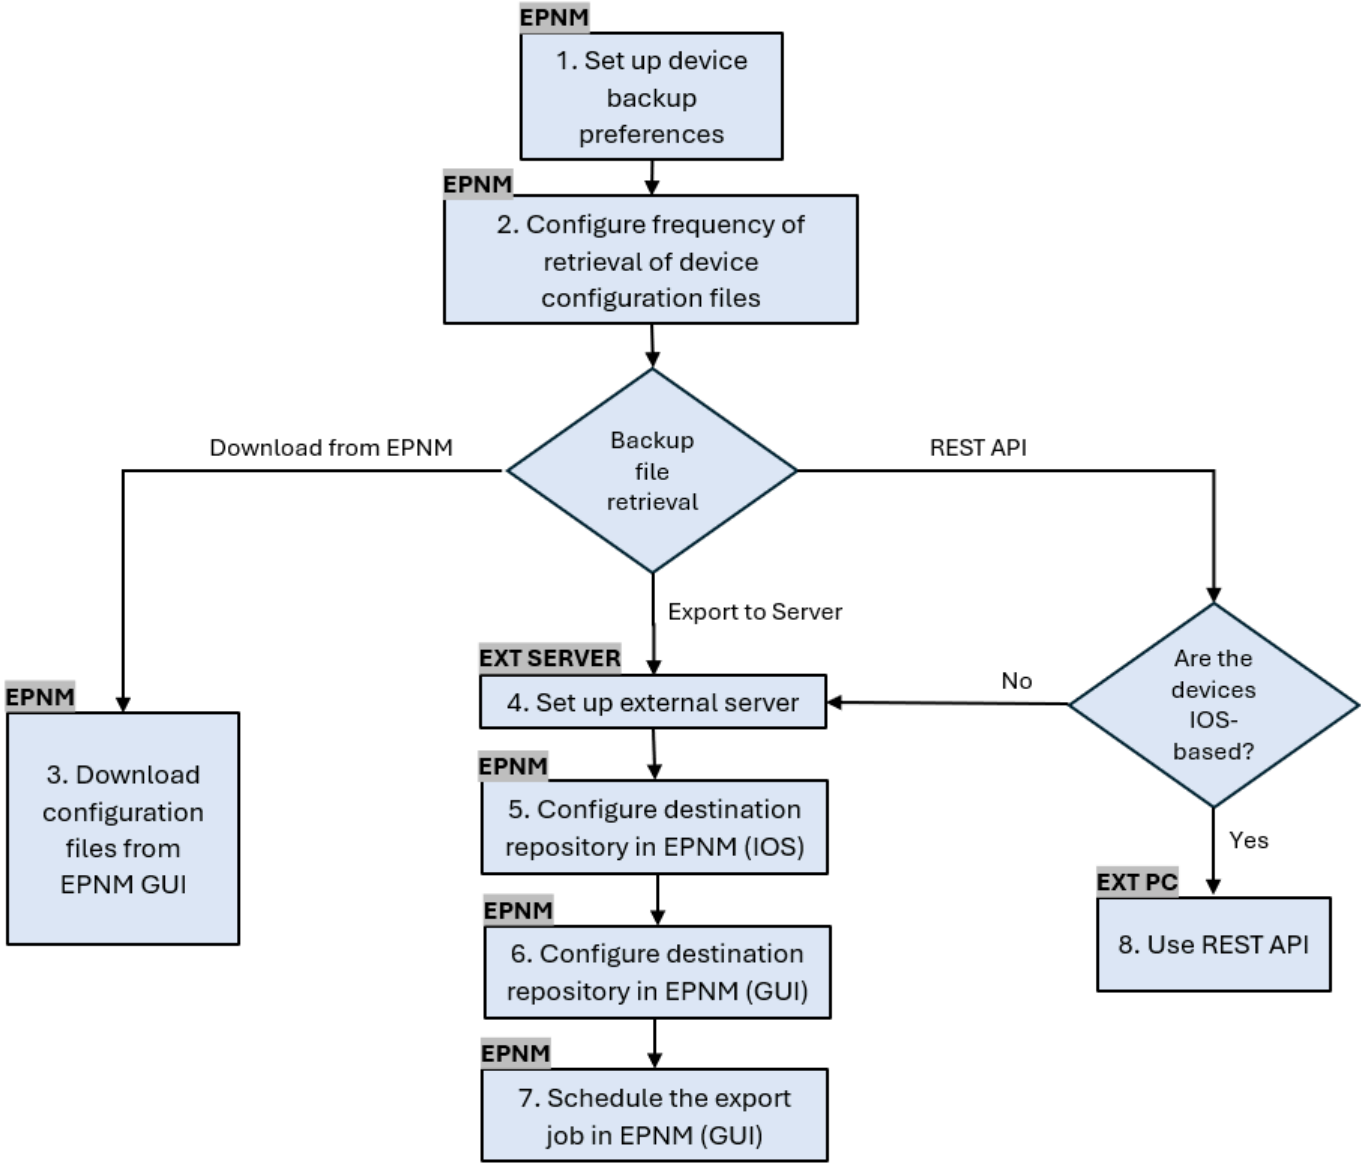 EPNM
1. Set up device
backup
preferences
EPNM
2. Configure frequency of
retrieval of device
configuration files
Backup
file
retrieval
Download from EPNM
REST API
Export to Server
EPNM
3. Download
configuration
files from
EPNM GUI
EXT SERVER
4. Set up external server
No
Are the
devices
IOS-
based?
Yes
EPNM
5. Configure destination
repository in EPNM (IOS)
EPNM
6. Configure destination
repository in EPNM (GUI)
EPNM
7. Schedule the export
job in EPNM (GUI)
EXT PC
8. Use REST API